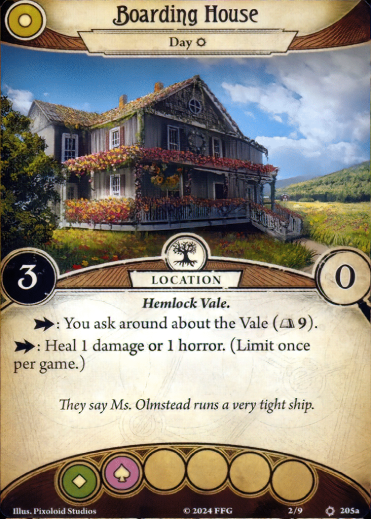 Boarding House
Day
3
LOCATION
0
Hemlock Vale.
: You ask around about the Vale ( 9).
: Heal 1 damage or 1 horror. (Limit once
per game.)
They say Ms. Olmstead runs a very tight ship.
Illus. Pixoloid Studios
© 2024 FFG
2/9
205a